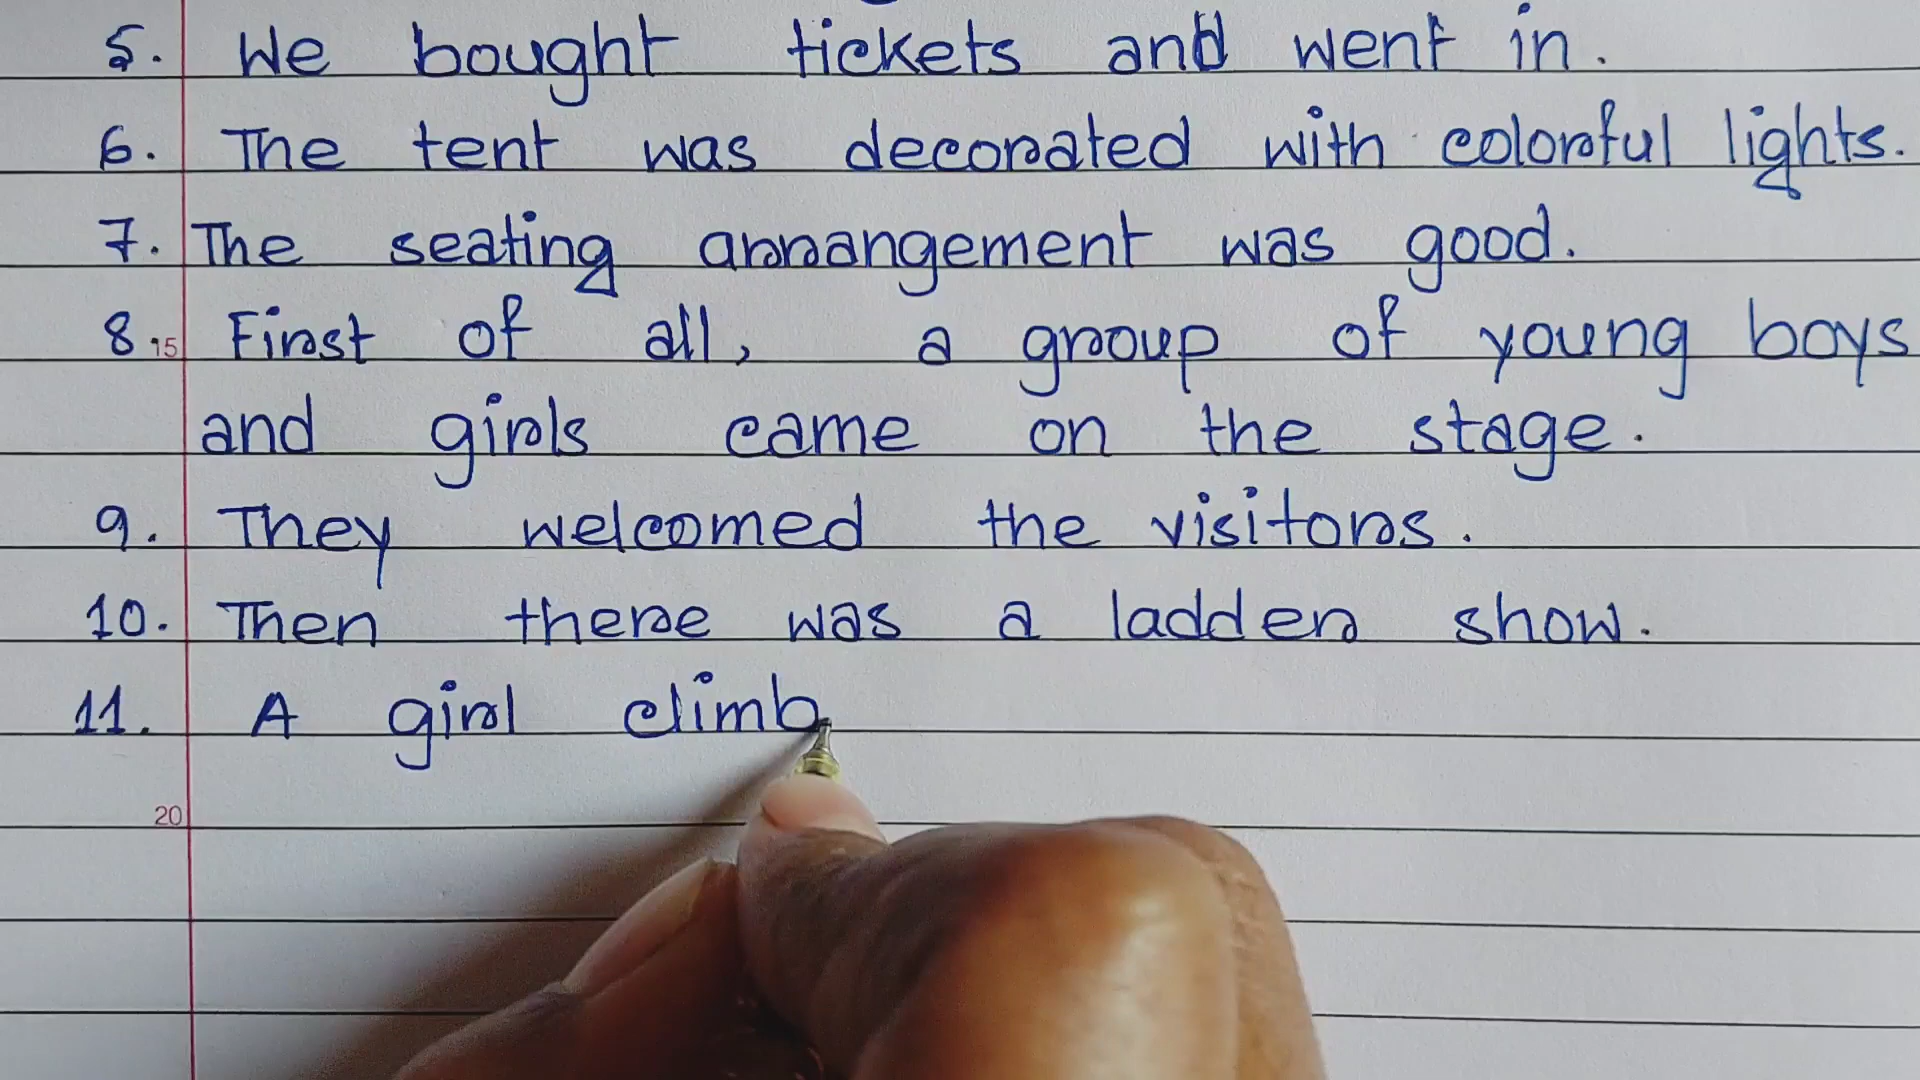 5. We bought tickets and went in.
6. The tent was decorated with colorful lights.
7. The seating arrangement was good.
8. 15 First of all, a group of young boys
and girls came on the stage.
9. They welcomed the visitors.
10. Then there was a ladder show.
11. A girl climb
20